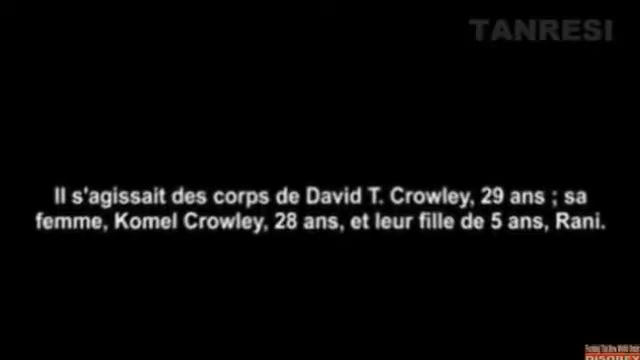 TANRESI
Il s'agissait des corps de David T. Crowley, 29 ans ; sa
femme, Komel Crowley, 28 ans, et leur fille de 5 ans, Rani.